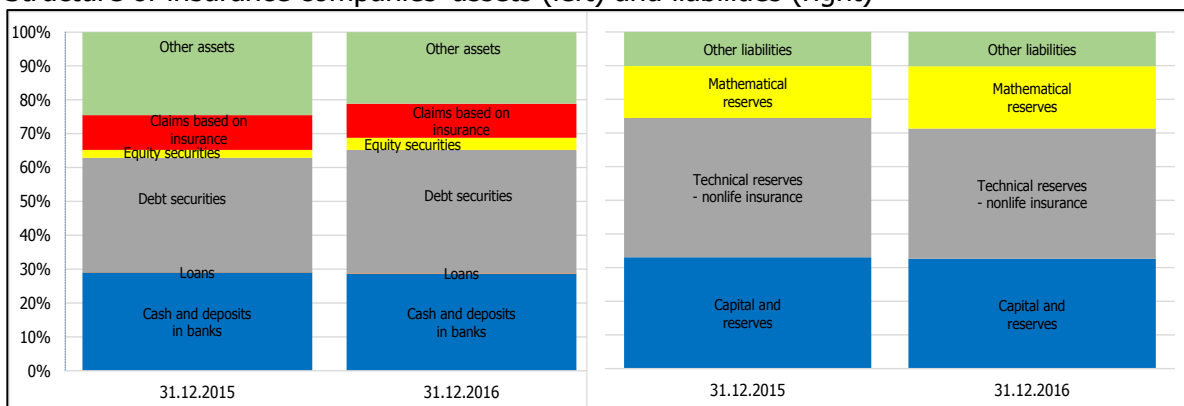 Structure of insurance companies' assets (left) and liabilities (right)
100%
90%
80%
70%
60%
50%
40%
30%
20%
10%
0%
Other assets
Claims based on
insurance
Equity securities
Debt securities
Loans
Cash and deposits
in banks
31.12.2015
Other assets
Claims based on
insurance
Equity securities
Debt securities
Loans
Cash and deposits
in banks
31.12.2016
Other liabilities
Mathematical
reserves
Technical reserves
- nonlife insurance
Capital and
reserves
31.12.2015
Other liabilities
Mathematical
reserves
Technical reserves
- nonlife insurance
Capital and
reserves
31.12.2016